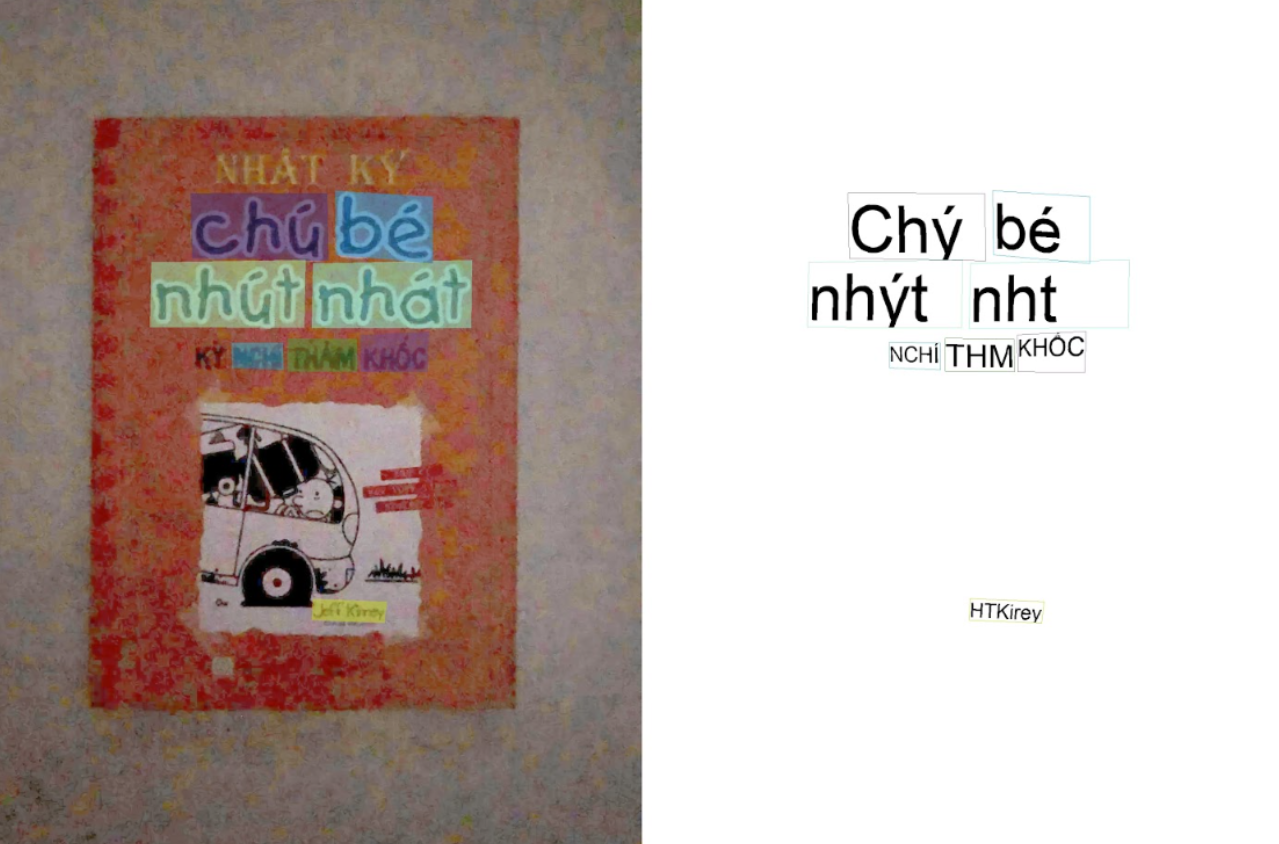 NHẬT KÝ
chú bé
nhút nhát
KỲ NGHỈ THẢM KHỐC
Jeff Kinney
Chý bé
nhýt nht
NCHÍ THM KHỐC
HTKirey